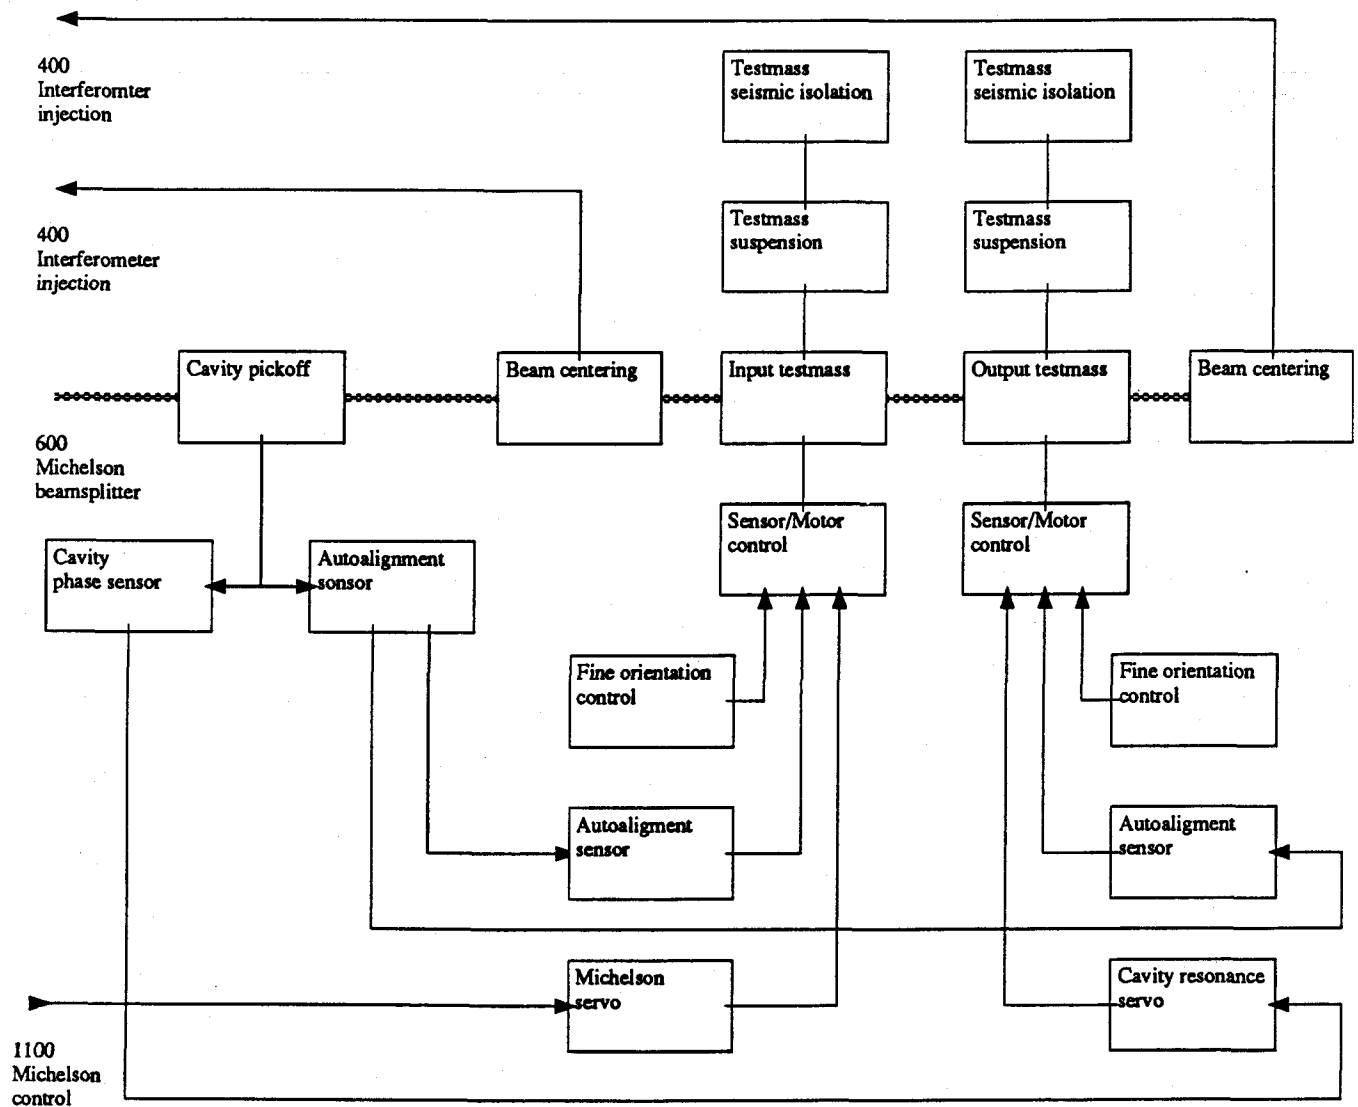 400
Interferomter
injection
Testmass
seismic isolation
Testmass
seismic isolation
400
Interferometer
injection
Testmass
suspension
Testmass
suspension
Cavity pickoff
Beam centering
Input testmass
Output testmass
Beam centering
600
Michelson
beamsplitter
Sensor/Motor
control
Sensor/Motor
control
Cavity
phase sensor
Autoalignment
sonsor
Fine orientation
control
Fine orientation
control
Autoaligment
sensor
Autoaligment
sensor
Michelson
servo
Cavity resonance
servo
1100
Michelson
control